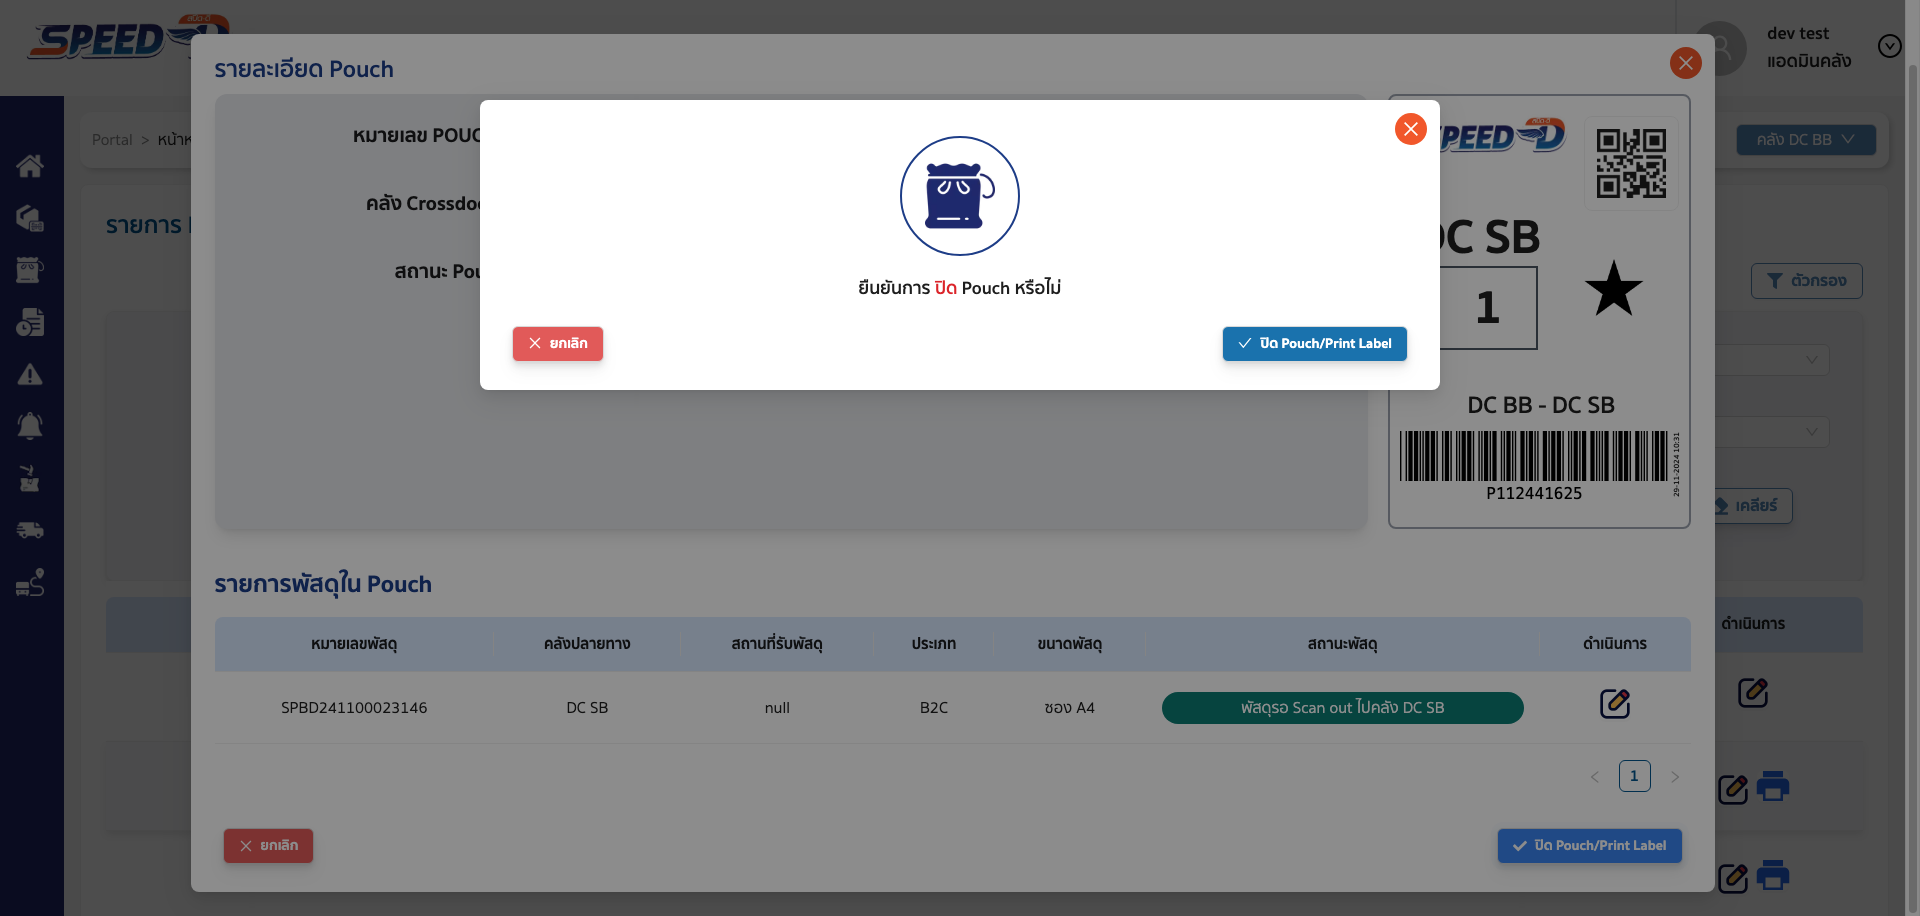 สปีด-ดี
SPEED D
dev test
แอดมินคลัง
รายละเอียด Pouch
Portal > หน้าห
คลัง DC BB
หมายเลข POUC
คลัง Crossdoc
สถานะ Pou
รายการ
ตัวกรอง
เคลียร์
ยืนยันการ ปิด Pouch หรือไม่
ยกเลิก
ปิด Pouch/Print Label
สปีด-ดี
SPEED D
DC SB
1
DC BB - DC SB
P112441625
29-11-2024 10:31
รายการพัสดุใน Pouch
หมายเลขพัสดุ คลังปลายทาง สถานที่รับพัสดุ ประเภท ขนาดพัสดุ สถานะพัสดุ ดำเนินการ
ดำเนินการ
SPBD241100023146 DC SB null B2C ซอง A4 พัสดุรอ Scan out ไปคลัง DC SB
1
ยกเลิก
ปิด Pouch/Print Label